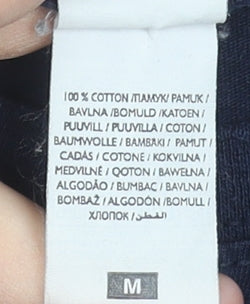 100 % COTTON /ПАМУК/ PAMUK /
BAVLNA /BOMULD /KATOEN /
PUUVILL / PUUVILLA / COTON /
BAUMWOLLE / BAMBAKI / PAMUT /
CADÁS / COTONE / KOKVILNA /
MEDVILNĖ / QOTON / BAWEŁNA /
ALGODÃO / BUMBAC / BAVLNA /
BOMBAŽ / ALGODÓN /BOMULL /
ХЛОПОК / القطن/
M